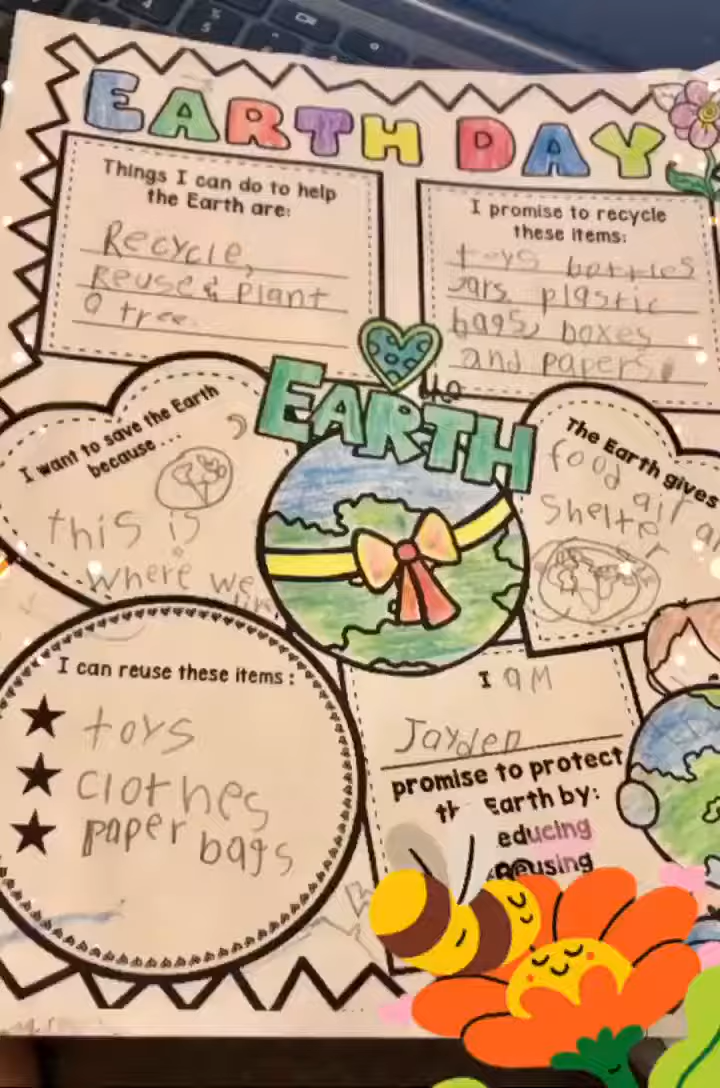 EARTH DAY
Things I can do to help
the Earth are:
Recycle,
Reuse & Plant
a tree.
I promise to recycle
these items:
toys bottles
Jars, plastic
bags, boxes
and papers.
I want to save the Earth
because ...
this is
where we
EARTH
The Earth gives
food air
Shelter
I can reuse these items:
toys
clothes
paper bags
I am
Jayden
promise to protect
Earth by:
educing